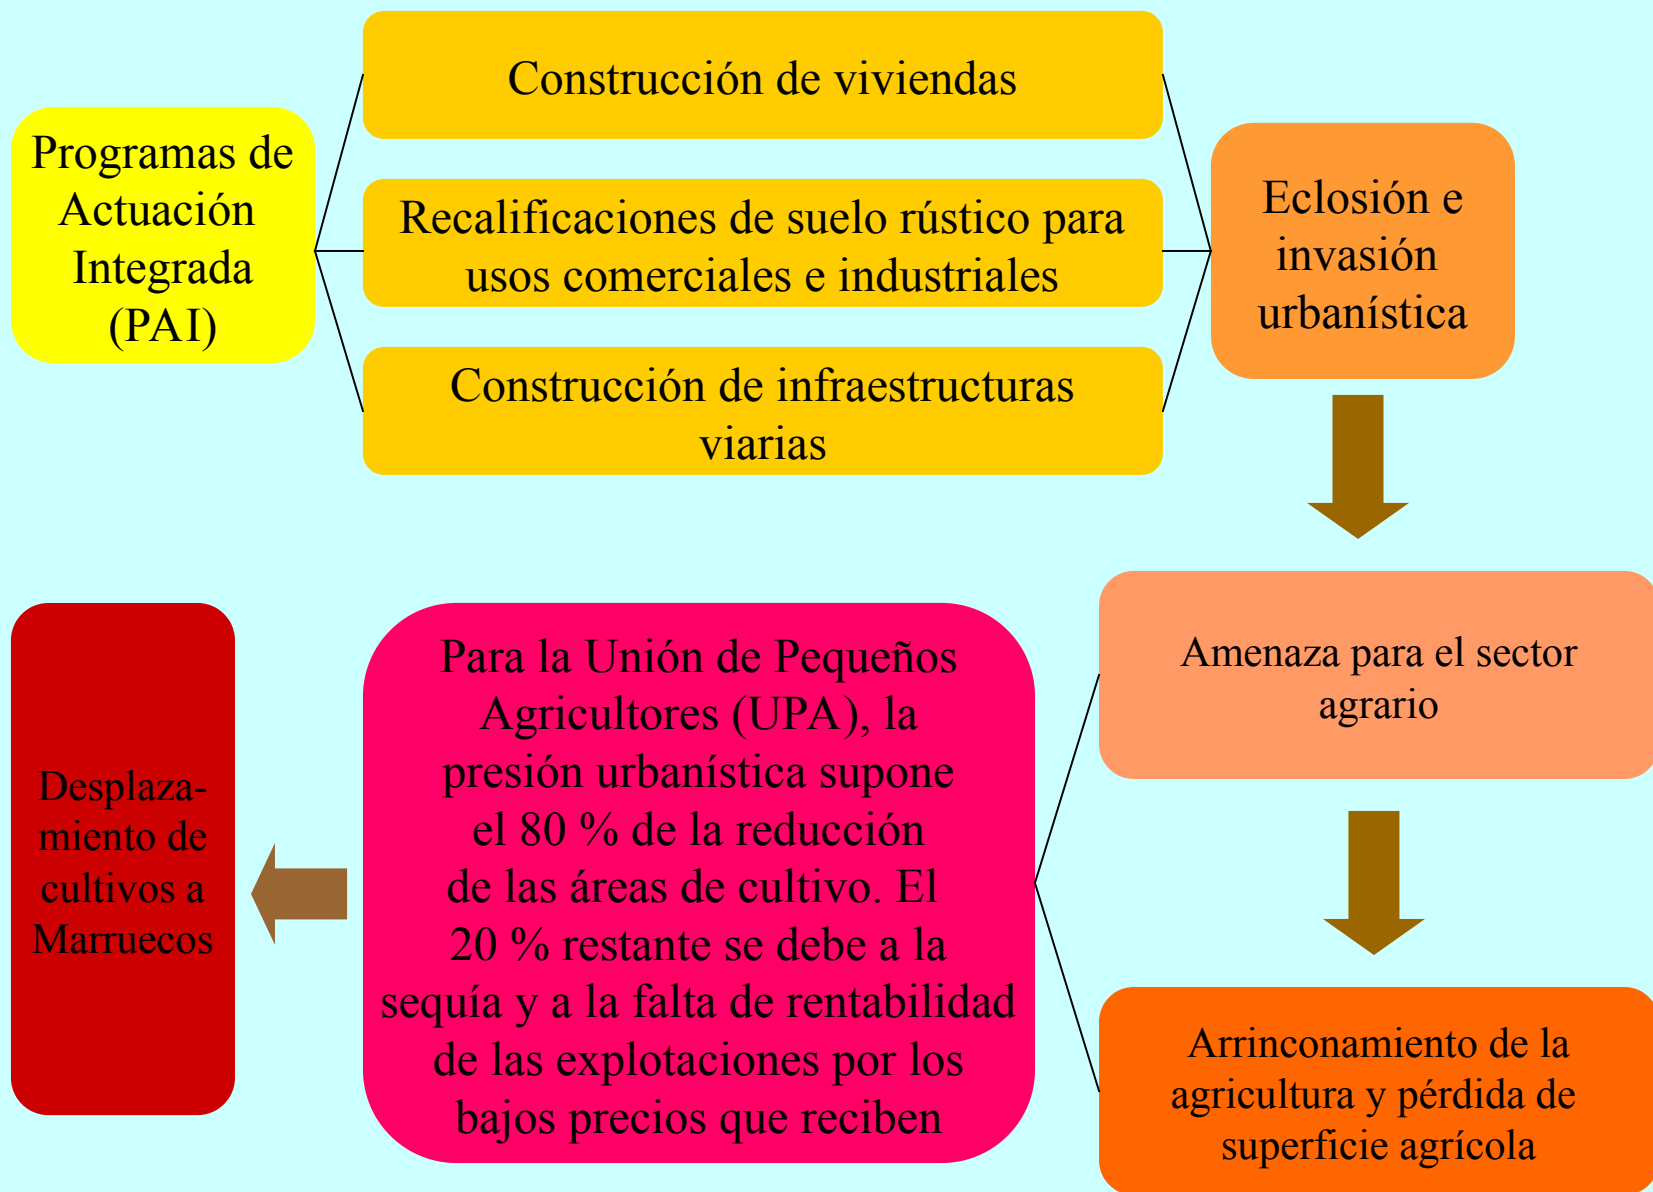 Programas de
Actuación
Integrada
(PAI)
Construcción de viviendas
Recalificaciones de suelo rústico para
usos comerciales e industriales
Construcción de infraestructuras
viarias
Eclosión e
invasión
urbanística
Amenaza para el sector
agrario
Arrinconamiento de la
agricultura y pérdida de
superficie agrícola
Para la Unión de Pequeños
Agricultores (UPA), la
presión urbanística supone
el 80 % de la reducción
de las áreas de cultivo. El
20 % restante se debe a la
sequía y a la falta de rentabilidad
de las explotaciones por los
bajos precios que reciben
Desplaza-
miento de
cultivos a
Marruecos